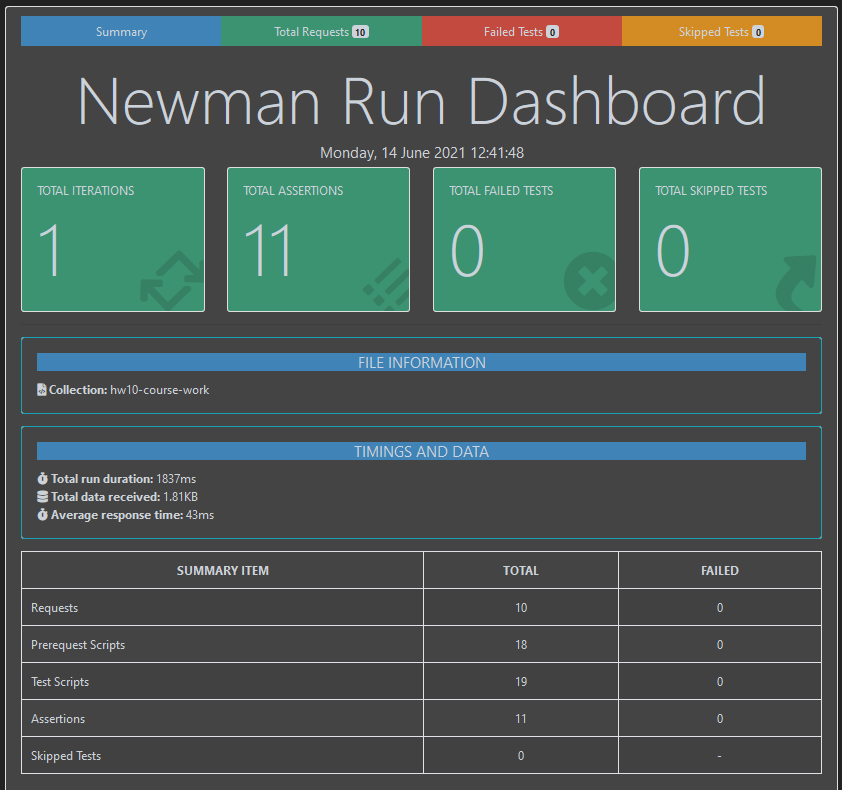 Summary Total Requests 10 Failed Tests 0 Skipped Tests 0
Newman Run Dashboard
Monday, 14 June 2021 12:41:48
TOTAL ITERATIONS TOTAL ASSERTIONS TOTAL FAILED TESTS TOTAL SKIPPED TESTS
1 11 0 0
FILE INFORMATION
Collection: hw10-course-work
TIMINGS AND DATA
Total run duration: 1837ms
Total data received: 1.81KB
Average response time: 43ms
SUMMARY ITEM TOTAL FAILED
Requests 10 0
Prerequest Scripts 18 0
Test Scripts 19 0
Assertions 11 0
Skipped Tests 0 -